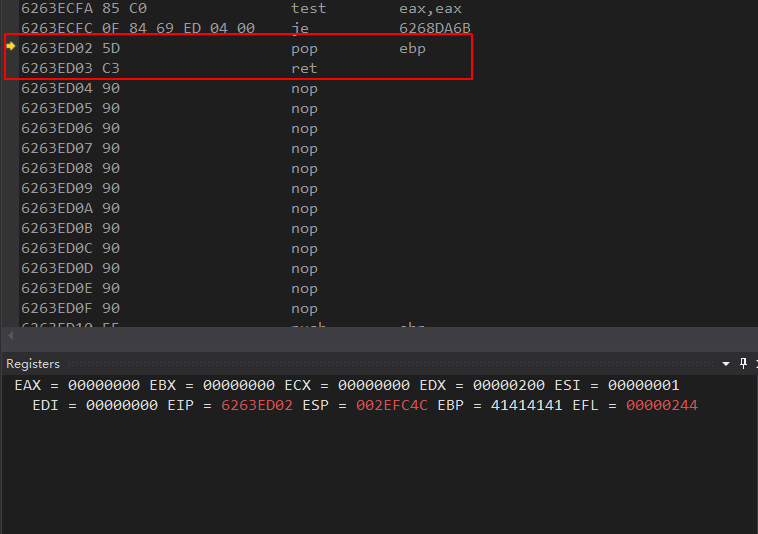 6263ECFA 85 C0 test eax,eax
6263ECFC 0F 84 69 ED 04 00 je 6268DA6B
6263ED02 5D pop ebp
6263ED03 C3 ret
6263ED04 90 nop
6263ED05 90 nop
6263ED06 90 nop
6263ED07 90 nop
6263ED08 90 nop
6263ED09 90 nop
6263ED0A 90 nop
6263ED0B 90 nop
6263ED0C 90 nop
6263ED0D 90 nop
6263ED0E 90 nop
6263ED0F 90 nop
Registers
EAX = 00000000 EBX = 00000000 ECX = 00000000 EDX = 00000200 ESI = 00000001
EDI = 00000000 EIP = 6263ED02 ESP = 002EFC4C EBP = 41414141 EFL = 00000244